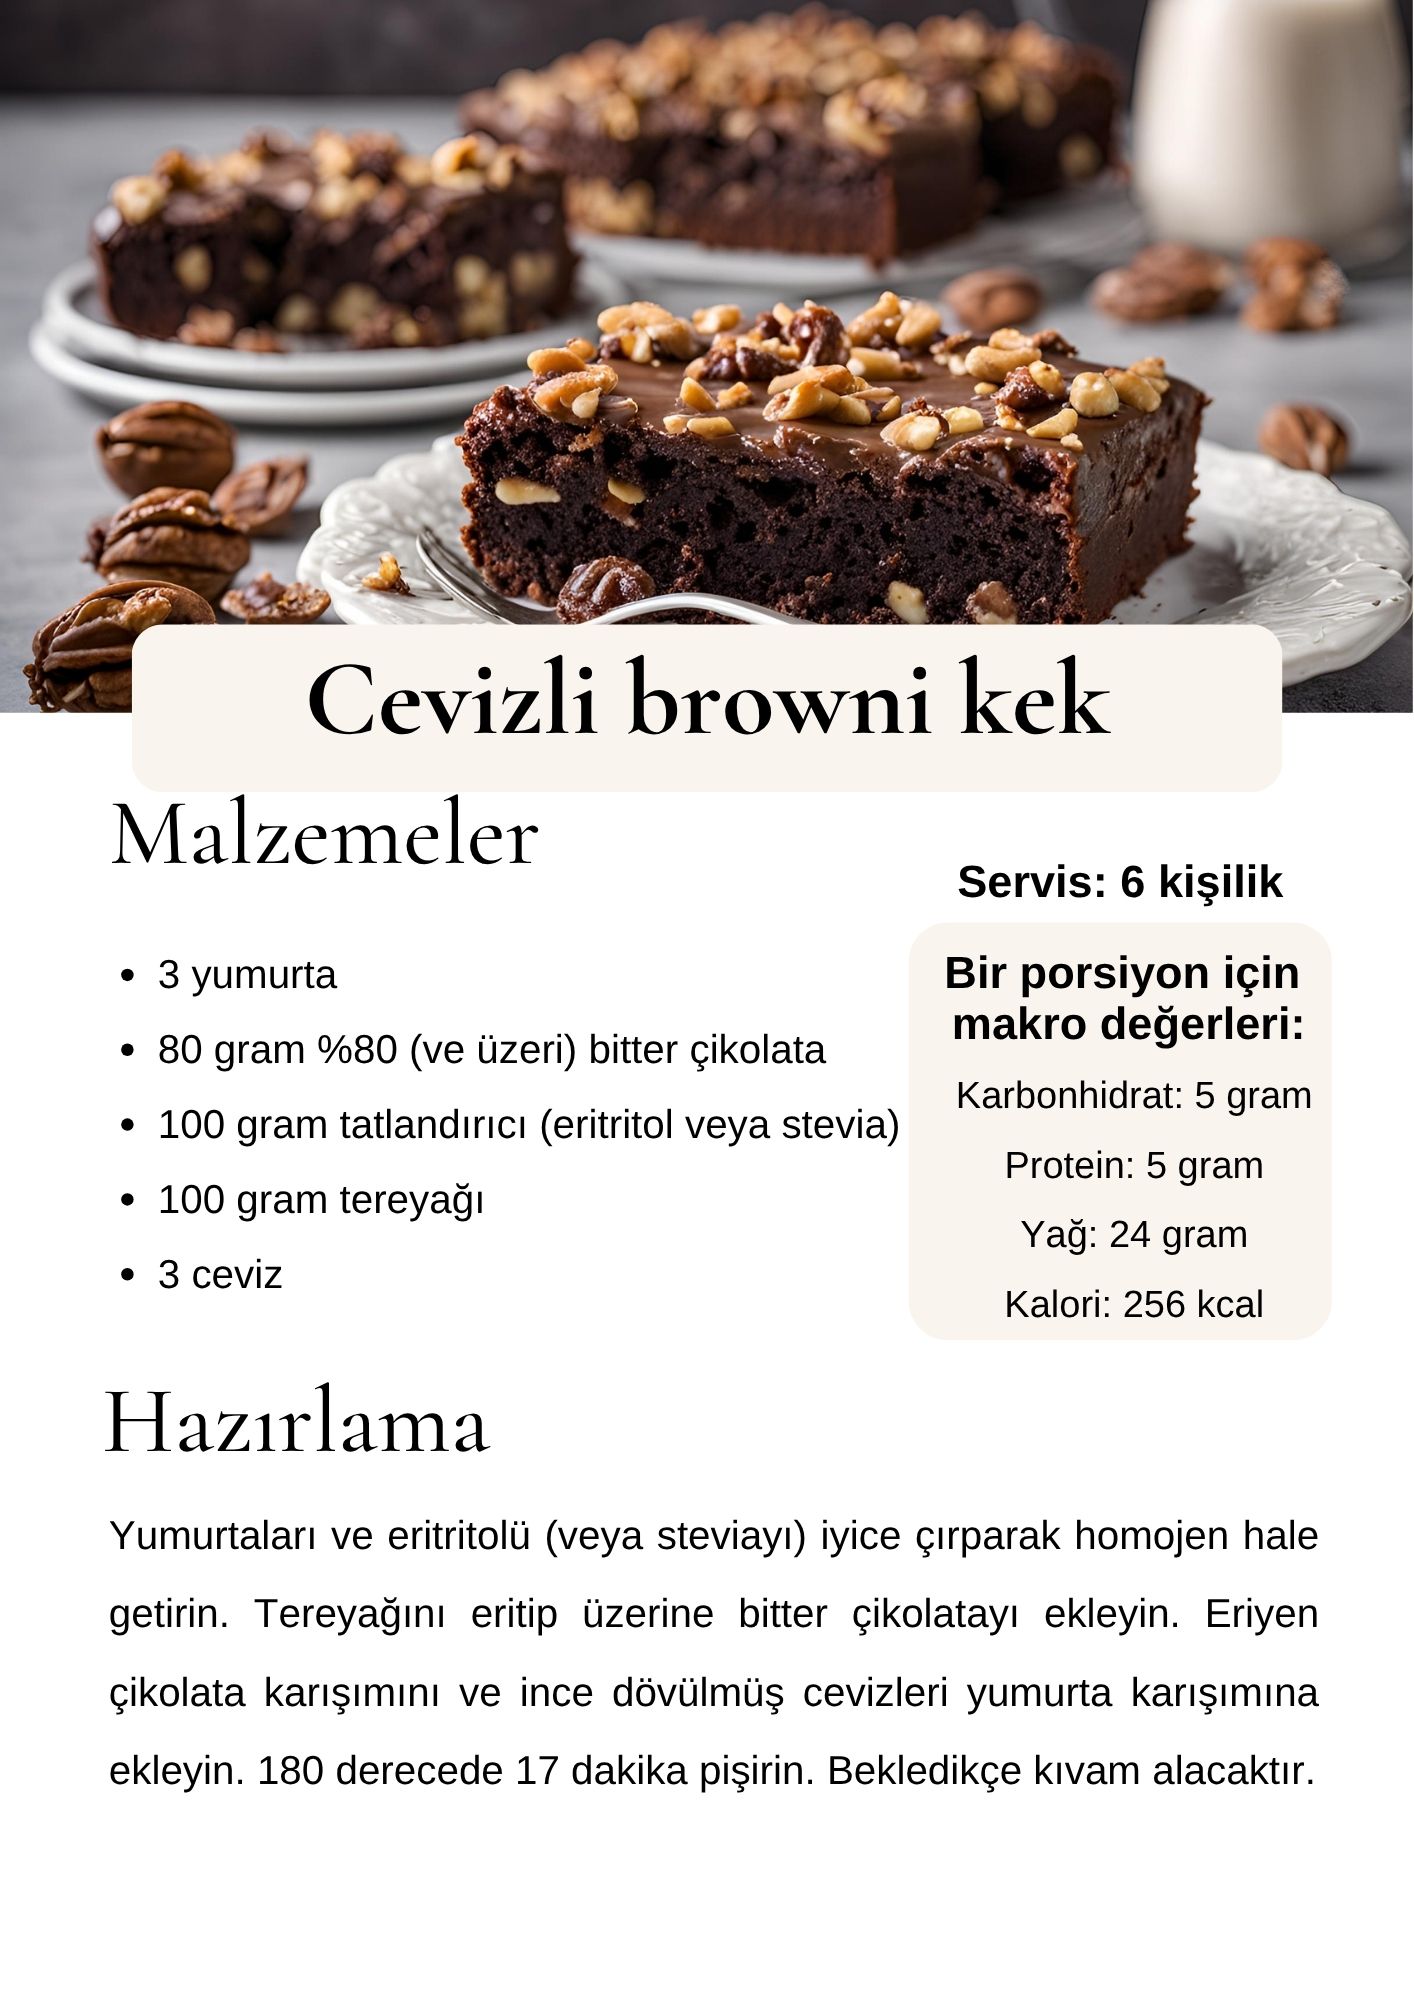 Cevizli browni kek
Malzemeler
• 3 yumurta
• 80 gram %80 (ve üzeri) bitter çikolata
• 100 gram tatlandırıcı (eritritol veya stevia)
• 100 gram tereyağı
• 3 ceviz
Servis: 6 kişilik
Bir porsiyon için
makro değerleri:
Karbonhidrat: 5 gram
Protein: 5 gram
Yağ: 24 gram
Kalori: 256 kcal
Hazırlama
Yumurtaları ve eritritolü (veya steviayı) iyice çırparak homojen hale
getirin. Tereyağını eritip üzerine bitter çikolatayı ekleyin. Eriyen
çikolata karışımını ve ince dövülmüş cevizleri yumurta karışımına
ekleyin. 180 derecede 17 dakika pişirin. Bekledikçe kıvam alacaktır.